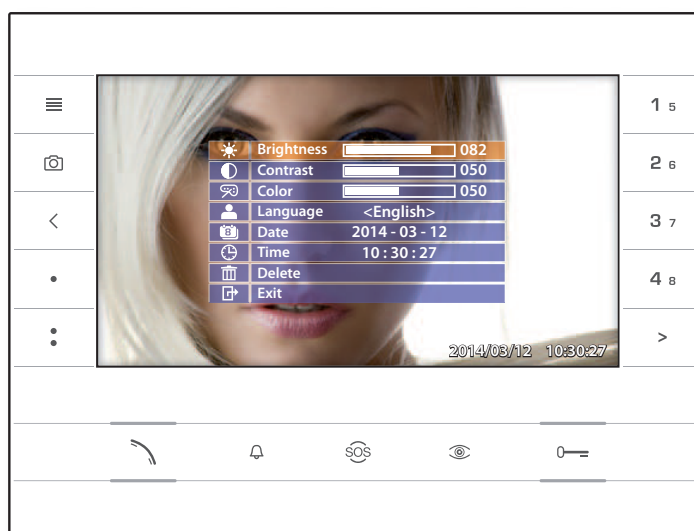 1 5
2 6
3 7
4 8
Brightness 082
Contrast 050
Color 050
Language <English>
8 Date 2014 - 03 - 12
Time 10 : 30 : 27
Delete
Exit
2014/03/12 10:30:27
SOS